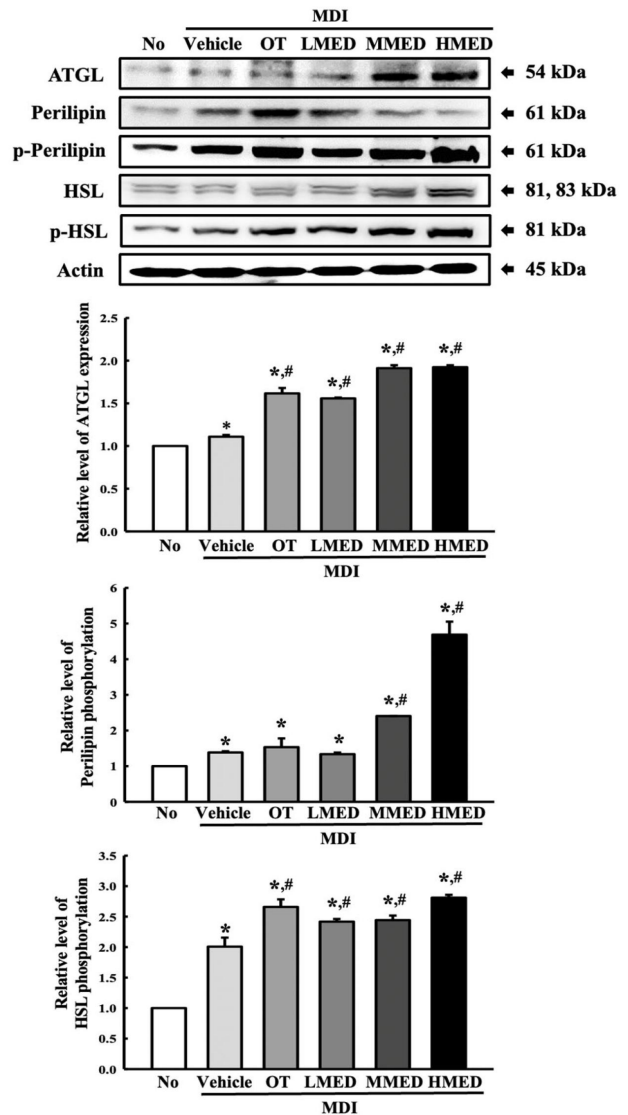 MDI
No Vehicle OT LMED MMED HMED
ATGL 54 kDa
Perilipin 61 kDa
p-Perilipin 61 kDa
HSL 81, 83 kDa
p-HSL 81 kDa
Actin 45 kDa
Relative level of ATGL expression
2.5
2.0
1.5
1.0
0.5
0.0
*
*,#
*,#
*,#
*,#
No Vehicle OT LMED MMED HMED
MDI
Relative level of
Perilipin phosphorylation
6
5
4
3
2
1
0
*
*
*
*,#
*,#
No Vehicle OT LMED MMED HMED
MDI
Relative level of
HSL phosphorylation
3.5
3.0
2.5
2.0
1.5
1.0
0.5
0.0
*
*,#
*,#
*,#
*,#
No Vehicle OT LMED MMED HMED
MDI